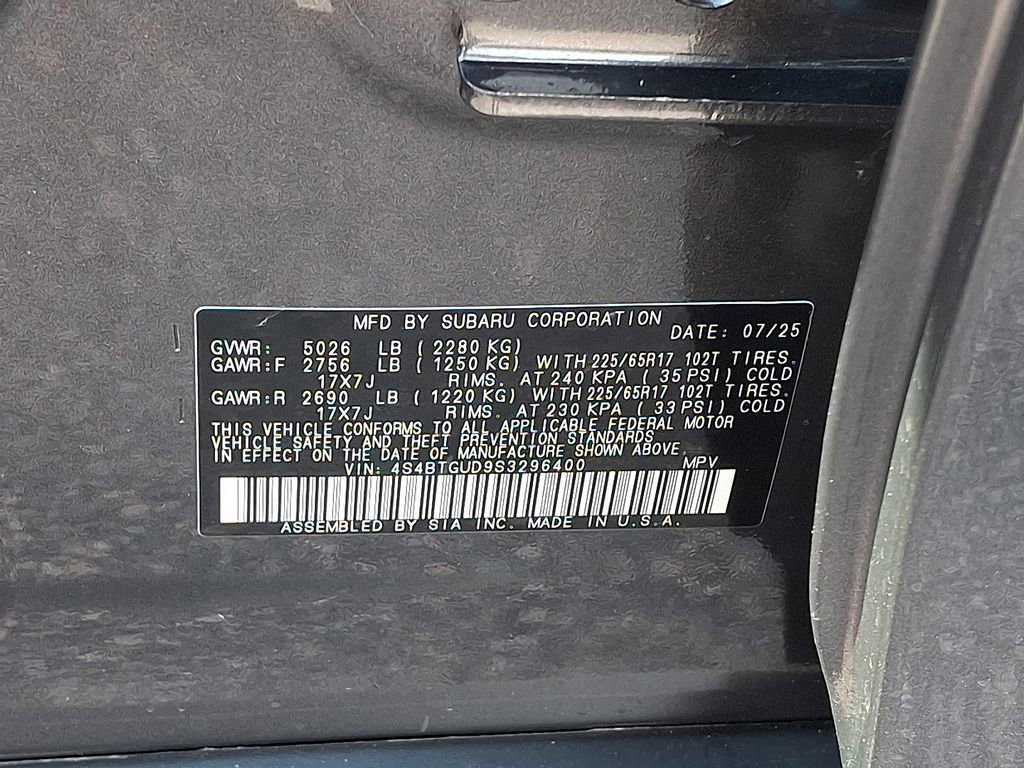 MFD BY SUBARU CORPORATION DATE: 07/25
GVWR: 5026 LB ( 2280 KG)
GAWR:F 2756 LB ( 1250 KG) WITH 225/65R17 102T TIRES.
17X7J RIMS. AT 240 KPA ( 35 PSI) COLD
GAWR:R 2690 LB ( 1220 KG) WITH 225/65R17 102T TIRES.
17X7J RIMS. AT 230 KPA ( 33 PSI) COLD
THIS VEHICLE CONFORMS TO ALL APPLICABLE FEDERAL MOTOR
VEHICLE SAFETY AND THEFT PREVENTION STANDARDS
IN EFFECT ON THE DATE OF MANUFACTURE SHOWN ABOVE.
VIN: 4S4BTGUD9S3296400 MPV
ASSEMBLED BY SIA INC. MADE IN U.S.A.